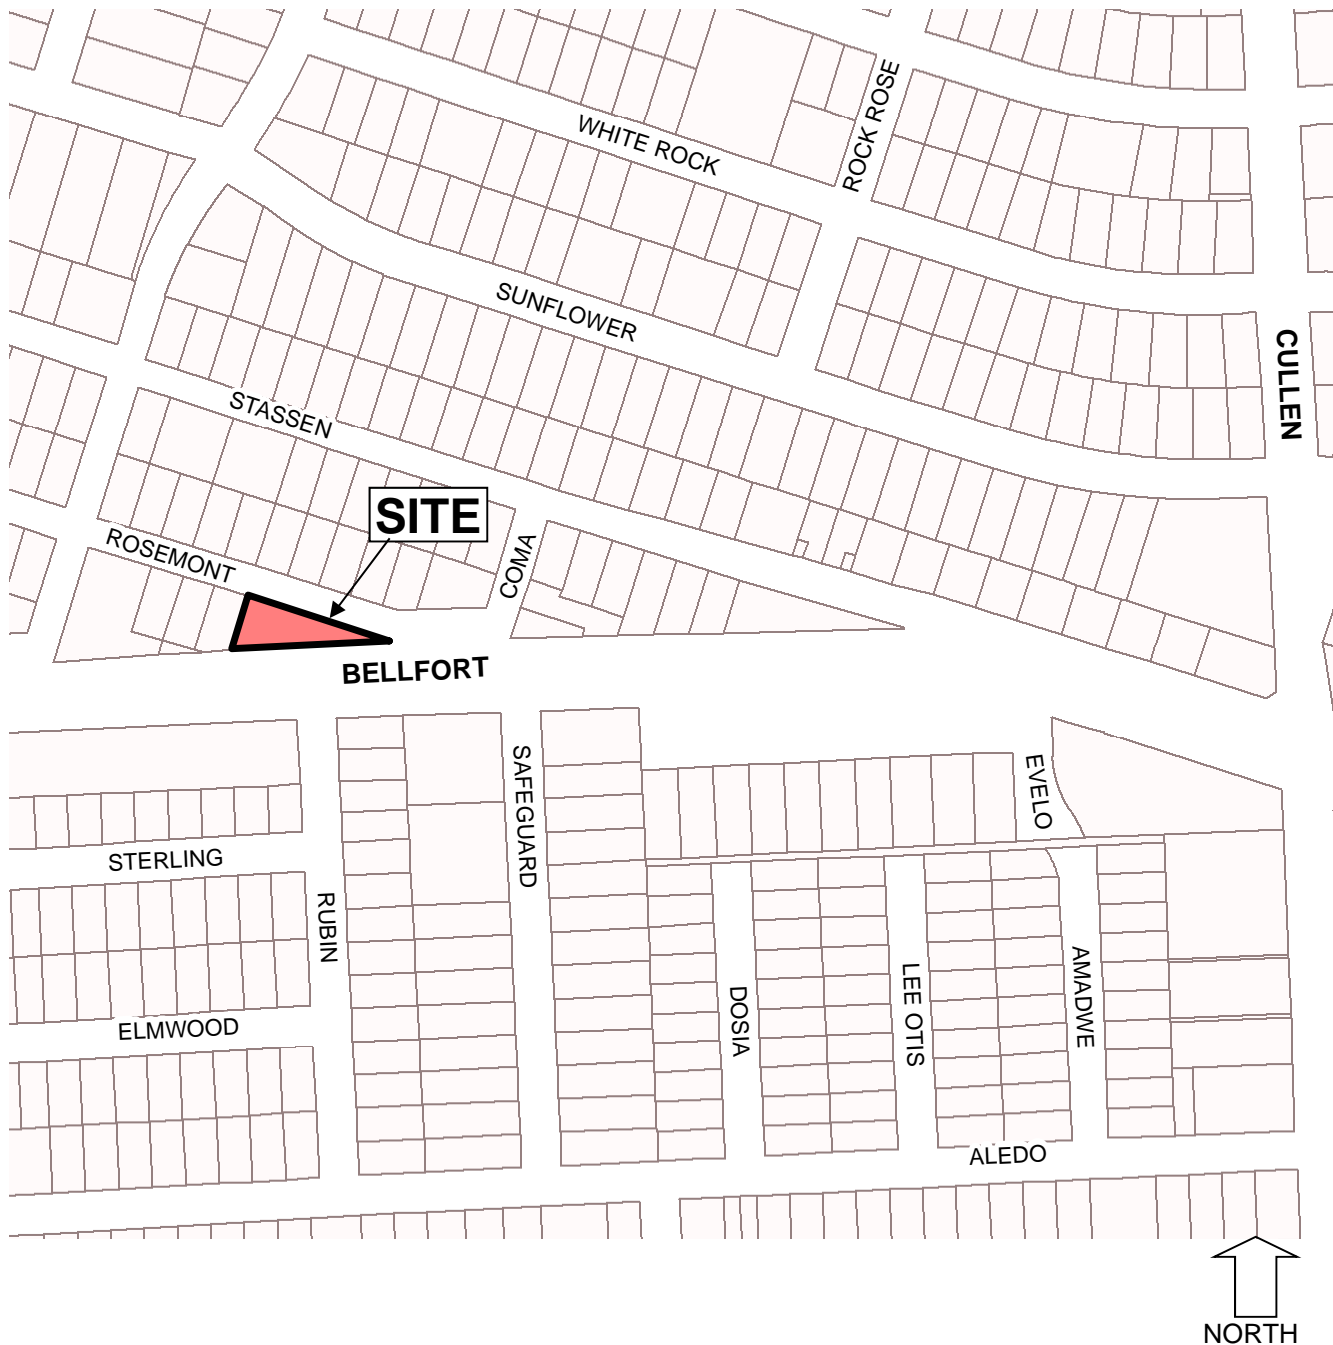 ROCK ROSE
WHITE ROCK
SUNFLOWER
CULLEN
STASSEN
SITE
ROSEMONT
COMA
BELLFORT
SAFEGUARD
EVELO
STERLING
RUBIN
AMADWE
LEE OTIS
DOSIA
ELMWOOD
ALEDO
NORTH